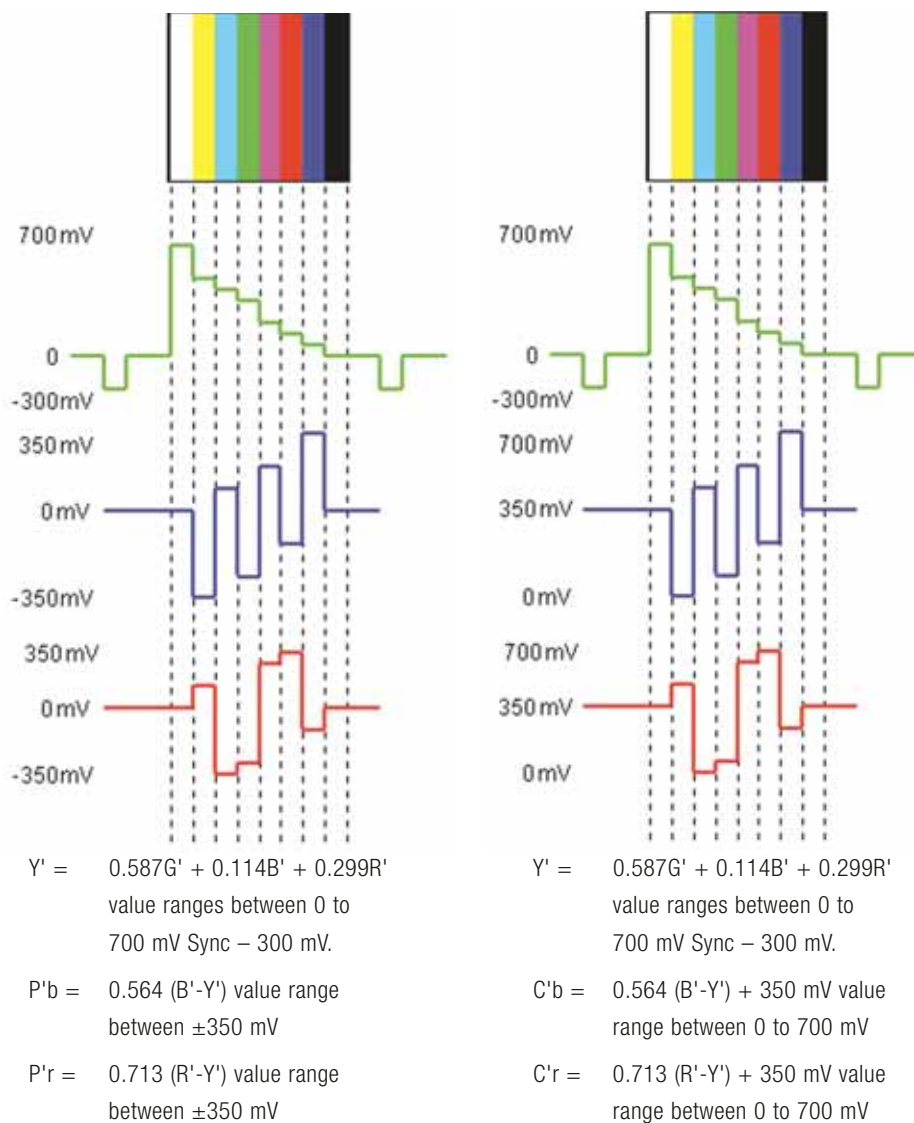 700mV
0
-300mV
350mV
0mV
-350mV
350mV
0mV
-350mV
Y' = 0.587G' + 0.114B' + 0.299R'
value ranges between 0 to
700 mV Sync – 300 mV.
P'b = 0.564 (B'-Y') value range
between ±350 mV
P'r = 0.713 (R'-Y') value range
between ±350 mV
700mV
0
-300mV
700mV
350mV
0mV
700mV
350mV
0mV
Y' = 0.587G' + 0.114B' + 0.299R'
value ranges between 0 to
700 mV Sync – 300 mV.
C'b = 0.564 (B'-Y') + 350 mV value
range between 0 to 700 mV
C'r = 0.713 (R'-Y') + 350 mV value
range between 0 to 700 mV